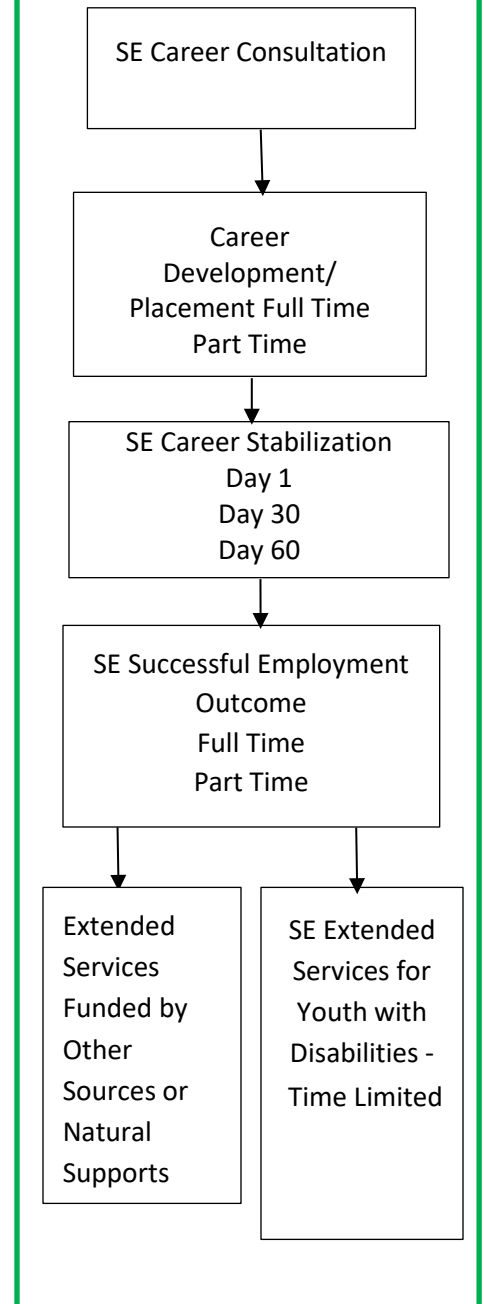 SE Career Consultation
Career
Development/
Placement Full Time
Part Time
SE Career Stabilization
Day 1
Day 30
Day 60
SE Successful Employment
Outcome
Full Time
Part Time
Extended
Services
Funded by
Other
Sources or
Natural
Supports
SE Extended
Services for
Youth with
Disabilities -
Time Limited